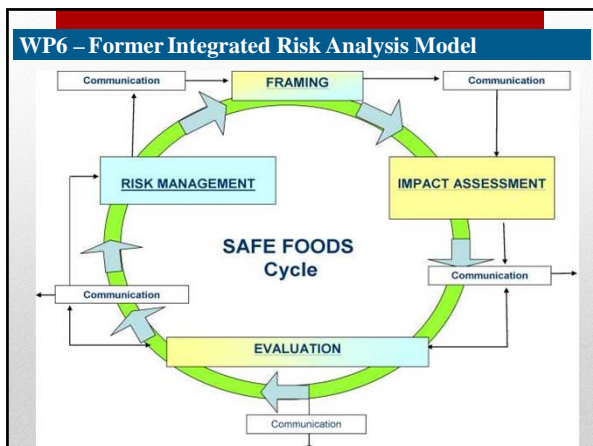 WP6 – Former Integrated Risk Analysis Model
Communication
FRAMING
Communication
RISK MANAGEMENT
IMPACT ASSESSMENT
SAFE FOODS
Cycle
Communication
Communication
EVALUATION
Communication